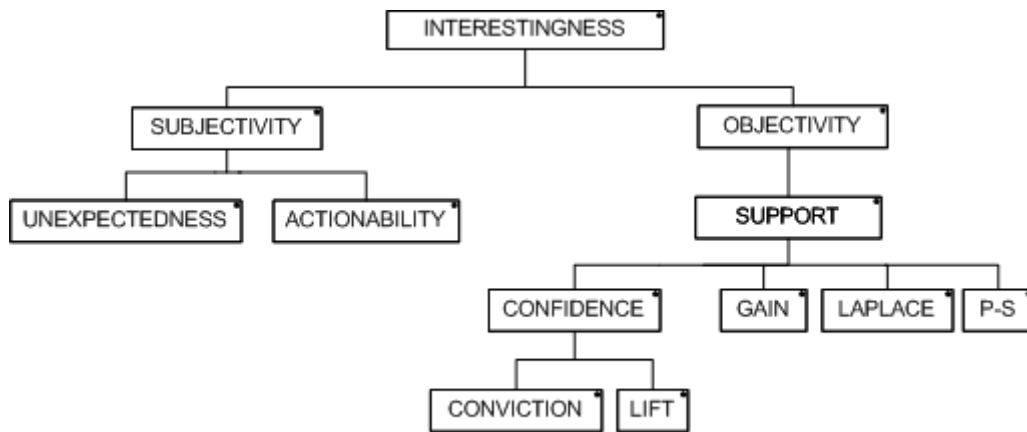 INTERESTINGNESS
SUBJECTIVITY
OBJECTIVITY
UNEXPECTEDNESS
ACTIONABILITY
SUPPORT
CONFIDENCE
GAIN
LAPLACE
P-S
CONVICTION
LIFT